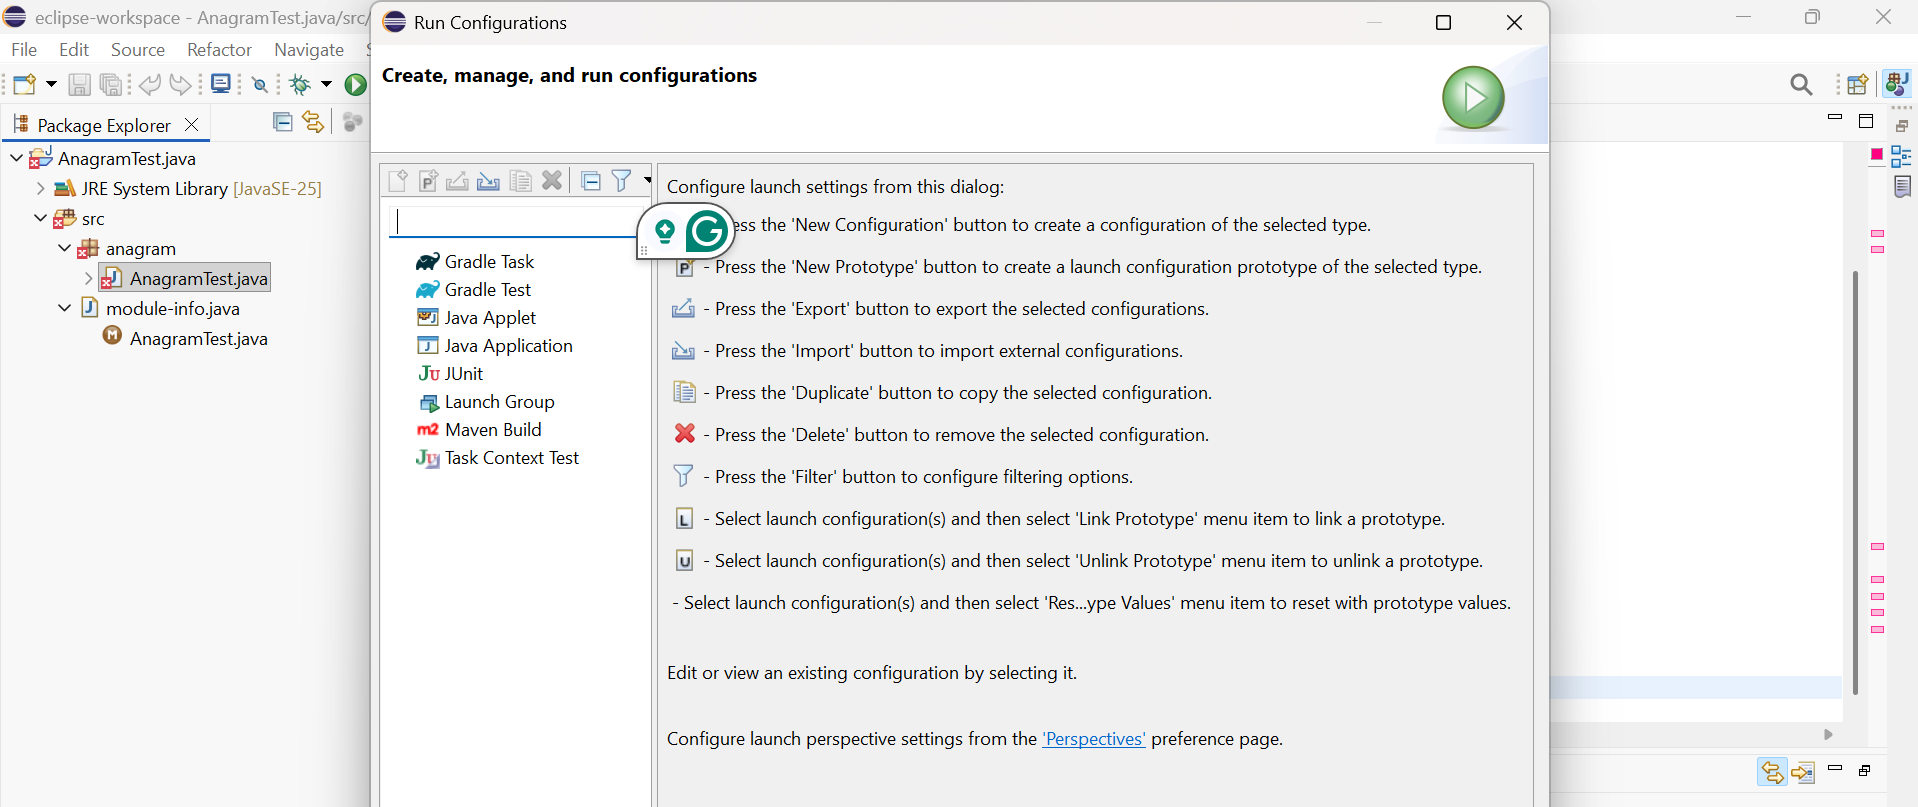 eclipse-workspace - AnagramTest.java/src/
Run Configurations
File Edit Source Refactor Navigate
Create, manage, and run configurations
Package Explorer
AnagramTest.java
JRE System Library [JavaSE-25]
src
anagram
AnagramTest.java
module-info.java
AnagramTest.java
Gradle Task
Gradle Test
Java Applet
Java Application
JUnit
Launch Group
Maven Build
Task Context Test
Configure launch settings from this dialog:
the 'New Configuration' button to create a configuration of the selected type.
- Press the 'New Prototype' button to create a launch configuration prototype of the selected type.
- Press the 'Export' button to export the selected configurations.
- Press the 'Import' button to import external configurations.
- Press the 'Duplicate' button to copy the selected configuration.
- Press the 'Delete' button to remove the selected configuration.
- Press the 'Filter' button to configure filtering options.
- Select launch configuration(s) and then select 'Link Prototype' menu item to link a prototype.
- Select launch configuration(s) and then select 'Unlink Prototype' menu item to unlink a prototype.
- Select launch configuration(s) and then select 'Res...ype Values' menu item to reset with prototype values.
Edit or view an existing configuration by selecting it.
Configure launch perspective settings from the 'Perspectives' preference page.